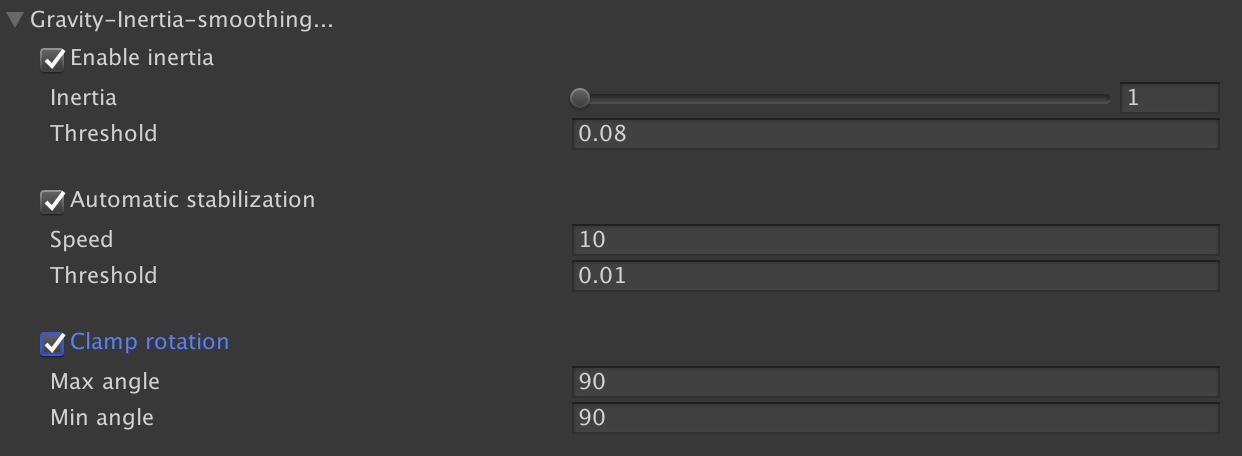 Gravity-Inertia-smoothing...
Enable inertia
Inertia 1
Threshold 0.08
Automatic stabilization
Speed 10
Threshold 0.01
Clamp rotation
Max angle 90
Min angle 90